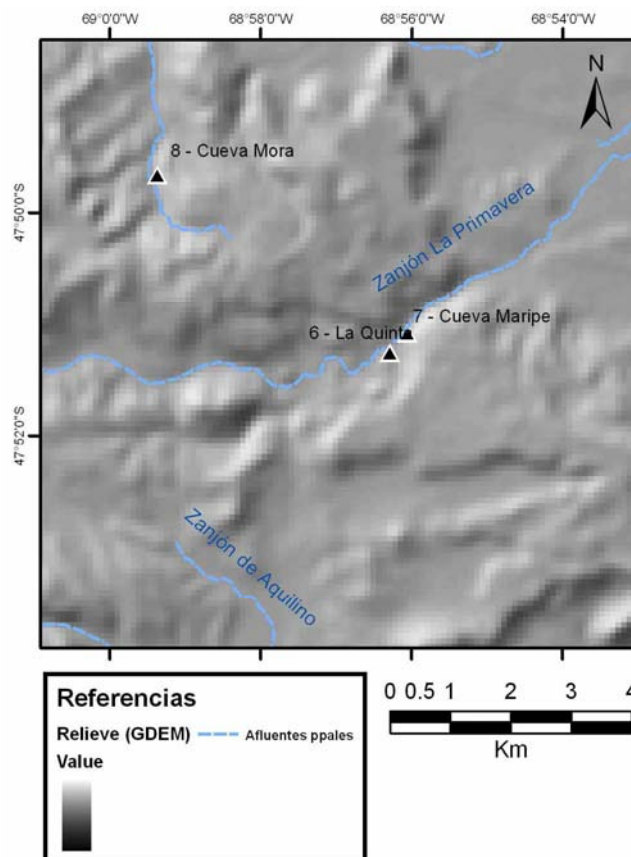 69°0'0"W 68°58'0"W 68°56'0"W 68°54'0"W
N
8 - Cueva Mora
47°50'0"S
Zanjón La Primavera
7 - Cueva Maripe
6 - La Quinta
47°52'0"S
Zanjón de Aquilino
Referencias
Relieve (GDEM) Afluentes ppales
Value
0 0.5 1 2 3 4
Km